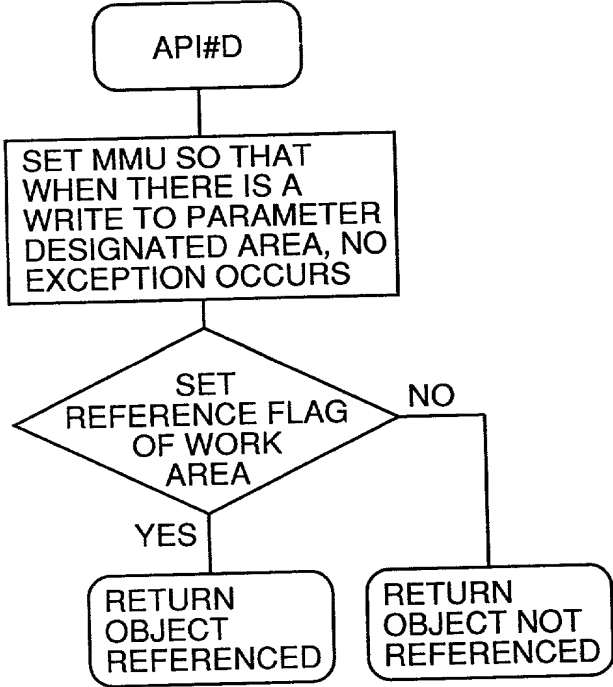 API#D
SET MMU SO THAT
WHEN THERE IS A
WRITE TO PARAMETER
DESIGNATED AREA, NO
EXCEPTION OCCURS
SET
REFERENCE FLAG
OF WORK
AREA
NO
YES
RETURN
OBJECT
REFERENCED
RETURN
OBJECT NOT
REFERENCED